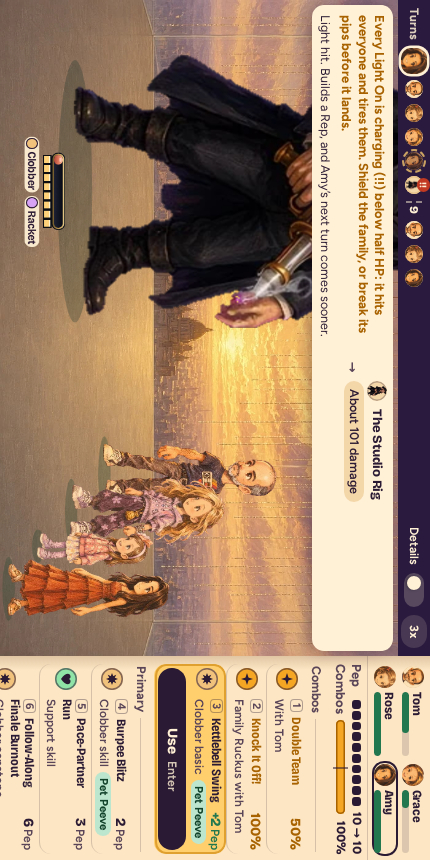 Turns
!!
9
Details
3x
Every Light On is charging (!!) below half HP: it hits
everyone and tires them. Shield the family, or break its
pips before it lands.
Light hit. Builds a Rep, and Amy's next turn comes sooner.
→
The Studio Rig
About 101 damage
Clobber
Racket
Tom
Grace
Rose
Amy
Pep
10 → 10
Combos
100%
Combos
1 Double Team
50%
With Tom
2 Knock It Off!
100%
Family Ruckus with Tom
3 Kettlebell Swing
+2 Pep
Clobber basic
Pet Peeve
Use Enter
Primary
4 Burpee Blitz
2 Pep
Clobber skill
Pet Peeve
5 Pace-Partner Run
3 Pep
Support skill
6 Follow-Along Finale Burnout
6 Pep